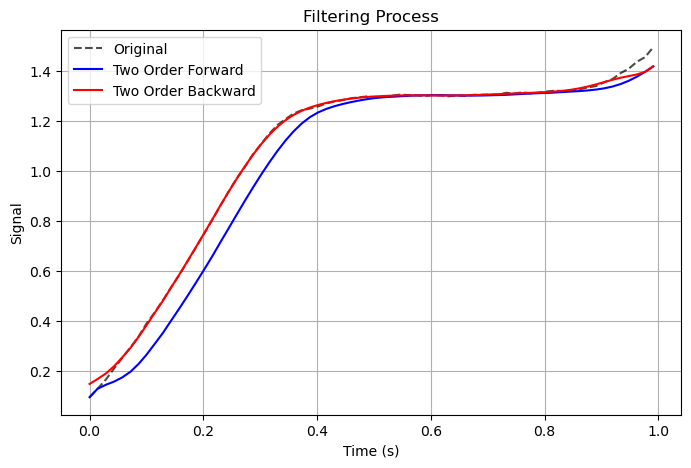 Filtering Process
Original
Two Order Forward
Two Order Backward
Signal
1.4
1.2
1.0
0.8
0.6
0.4
0.2
0.0 0.2 0.4 0.6 0.8 1.0
Time (s)